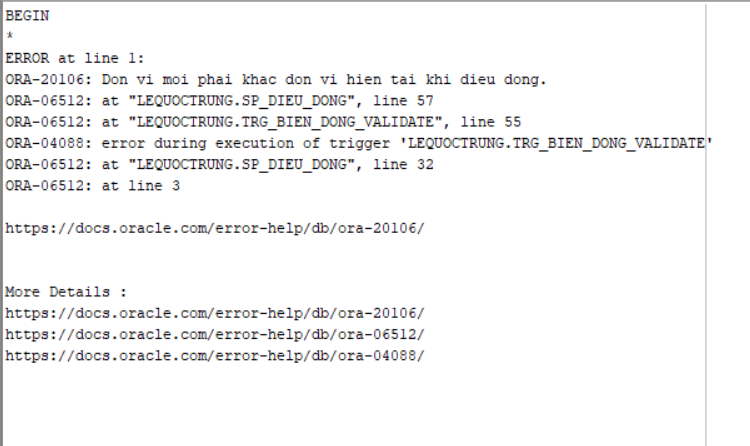 BEGIN
*
ERROR at line 1:
ORA-20106: Don vi moi phai khac don vi hien tai khi dieu dong.
ORA-06512: at "LEQUOCTRUNG.SP_DIEU_DONG", line 57
ORA-06512: at "LEQUOCTRUNG.TRG_BIEN_DONG_VALIDATE", line 55
ORA-04088: error during execution of trigger 'LEQUOCTRUNG.TRG_BIEN_DONG_VALIDATE'
ORA-06512: at "LEQUOCTRUNG.SP_DIEU_DONG", line 32
ORA-06512: at line 3
https://docs.oracle.com/error-help/db/ora-20106/
More Details :
https://docs.oracle.com/error-help/db/ora-20106/
https://docs.oracle.com/error-help/db/ora-06512/
https://docs.oracle.com/error-help/db/ora-04088/